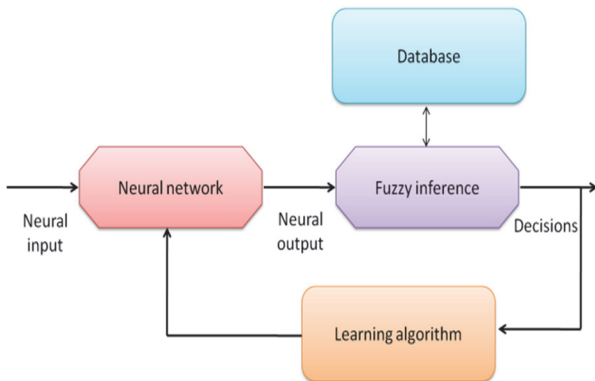 Database
Neural network
Fuzzy inference
Neural
input
Neural
output
Decisions
Learning algorithm